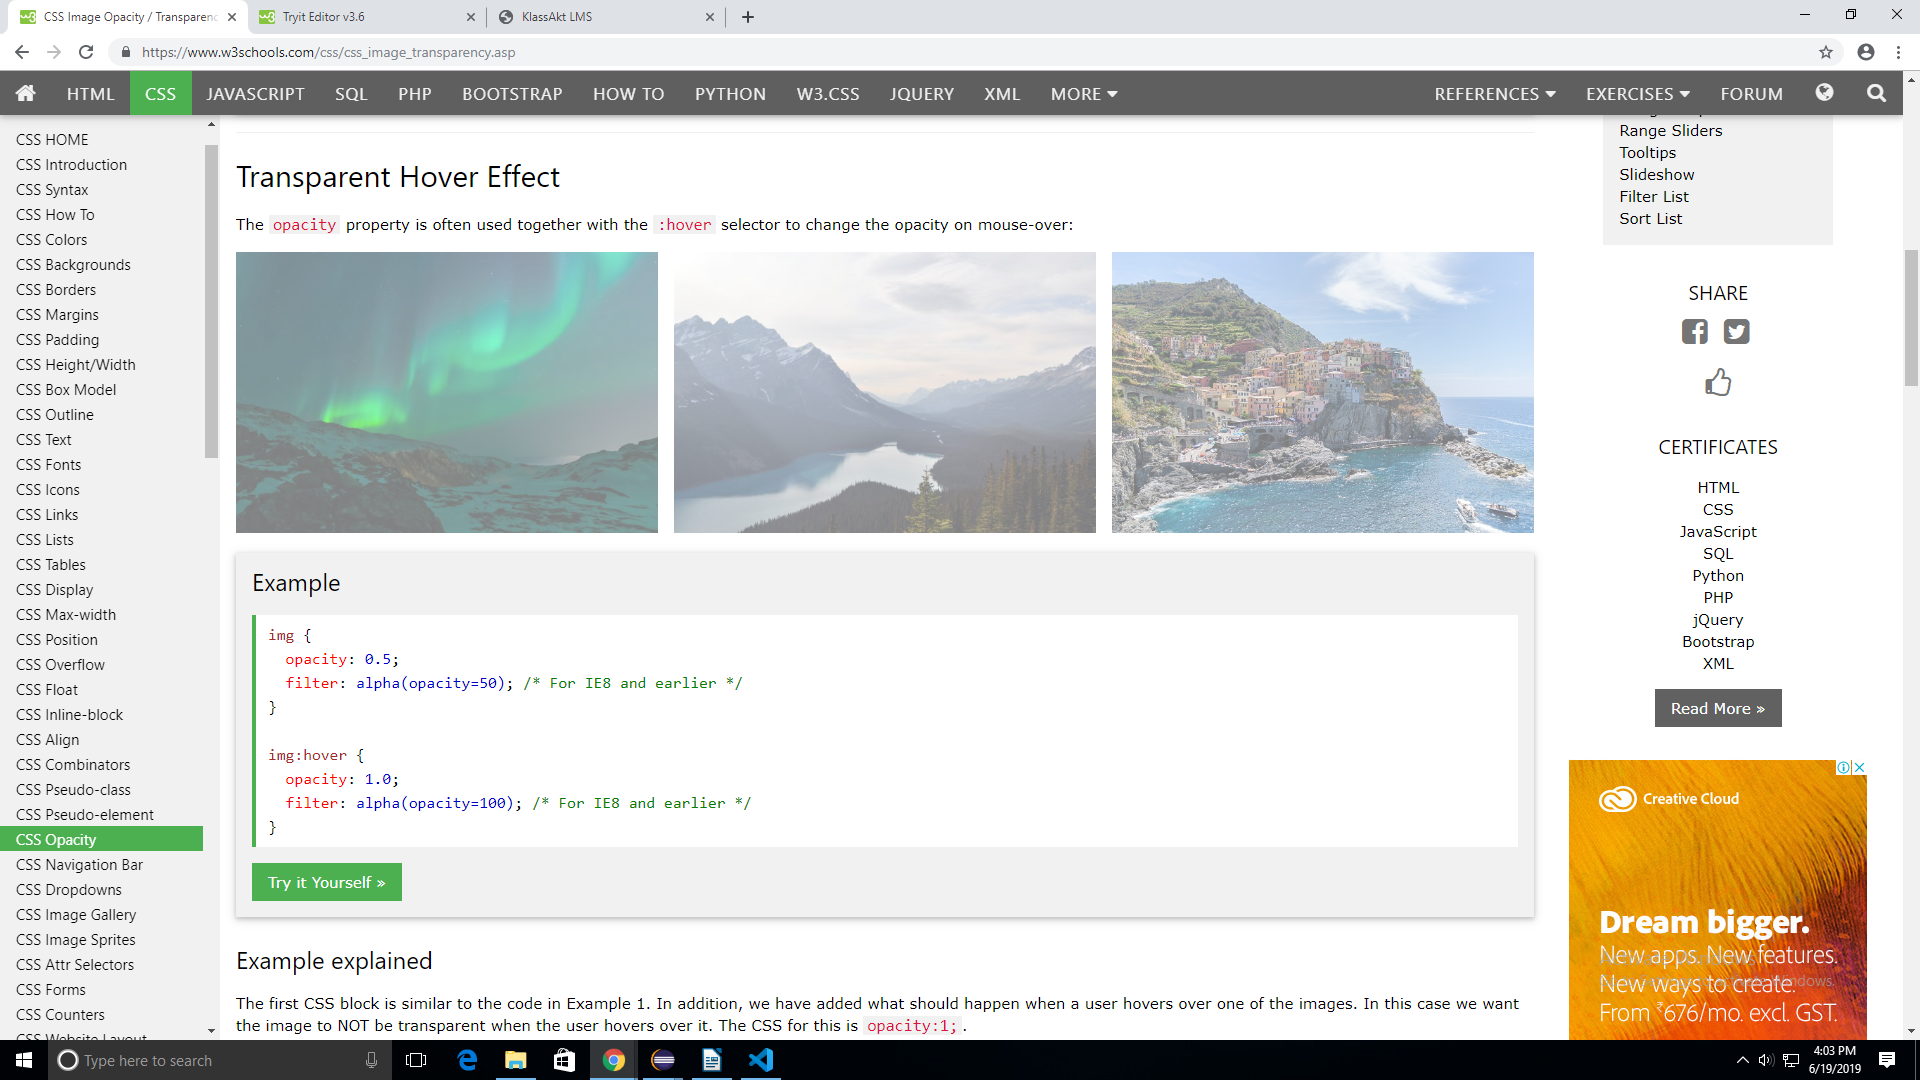 CSS Image Opacity / Transparenc
Tryit Editor v3.6
KlassAkt LMS
https://www.w3schools.com/css/css_image_transparency.asp
HTML
CSS
JAVASCRIPT
SQL
PHP
BOOTSTRAP
HOW TO
PYTHON
W3.CSS
JQUERY
XML
MORE
REFERENCES
EXERCISES
FORUM
CSS HOME
CSS Introduction
CSS Syntax
CSS How To
CSS Colors
CSS Backgrounds
CSS Borders
CSS Margins
CSS Padding
CSS Height/Width
CSS Box Model
CSS Outline
CSS Text
CSS Fonts
CSS Icons
CSS Links
CSS Lists
CSS Tables
CSS Display
CSS Max-width
CSS Position
CSS Overflow
CSS Float
CSS Inline-block
CSS Align
CSS Combinators
CSS Pseudo-class
CSS Pseudo-element
CSS Opacity
CSS Navigation Bar
CSS Dropdowns
CSS Image Gallery
CSS Image Sprites
CSS Attr Selectors
CSS Forms
CSS Counters
CSS Website Layout
Transparent Hover Effect
The opacity property is often used together with the :hover selector to change the opacity on mouse-over:
Example
img {
opacity: 0.5;
filter: alpha(opacity=50); /* For IE8 and earlier */
}
img:hover {
opacity: 1.0;
filter: alpha(opacity=100); /* For IE8 and earlier */
}
Try it Yourself »
Example explained
The first CSS block is similar to the code in Example 1. In addition, we have added what should happen when a user hovers over one of the images. In this case we want
the image to NOT be transparent when the user hovers over it. The CSS for this is opacity:1;.
Range Sliders
Tooltips
Slideshow
Filter List
Sort List
SHARE
CERTIFICATES
HTML
CSS
JavaScript
SQL
Python
PHP
jQuery
Bootstrap
XML
Read More »
Creative Cloud
Dream bigger.
New apps. New features.
New ways to create.
From ₹676/mo. excl. GST.
Type here to search
4:03 PM
6/19/2019